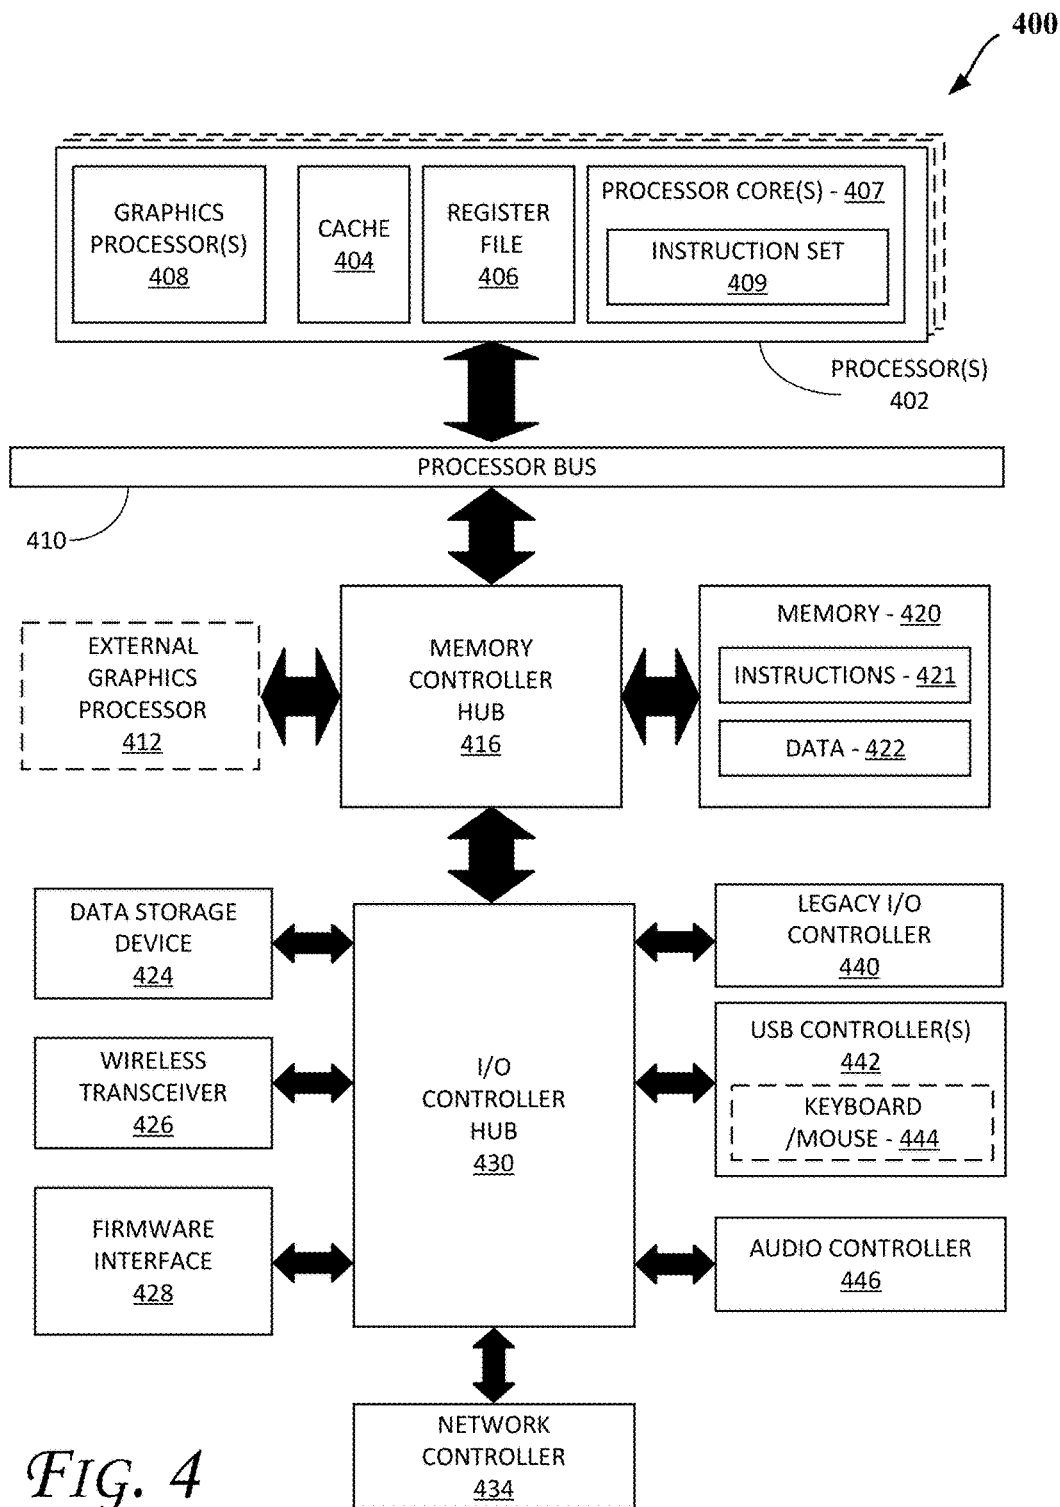 400
GRAPHICS
PROCESSOR(S)
408
CACHE
404
REGISTER
FILE
406
PROCESSOR CORE(S) - 407
INSTRUCTION SET
409
PROCESSOR(S)
402
PROCESSOR BUS
410
EXTERNAL
GRAPHICS
PROCESSOR
412
MEMORY
CONTROLLER
HUB
416
MEMORY - 420
INSTRUCTIONS - 421
DATA - 422
DATA STORAGE
DEVICE
424
WIRELESS
TRANSCEIVER
426
FIRMWARE
INTERFACE
428
I/O
CONTROLLER
HUB
430
LEGACY I/O
CONTROLLER
440
USB CONTROLLER(S)
442
KEYBOARD
/MOUSE - 444
AUDIO CONTROLLER
446
NETWORK
CONTROLLER
434
FIG. 4